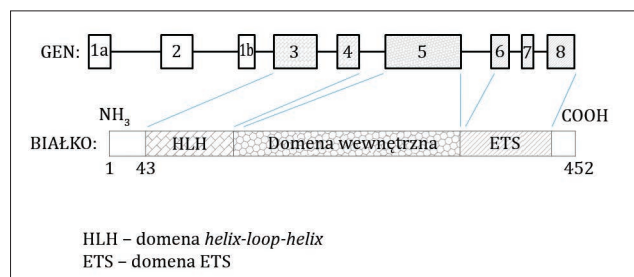 GEN: 1a 2 1b 3 4 5 6 7 8
NH3 COOH
BIAŁKO: HLH Domena wewnętrzna ETS
1 43 452
HLH – domena helix-loop-helix
ETS – domena ETS